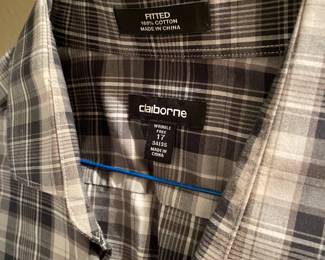 FITTED
100% COTTON
MADE IN CHINA
claiborne
WRINKLE
FREE
17
34/35
MADE IN
CHINA